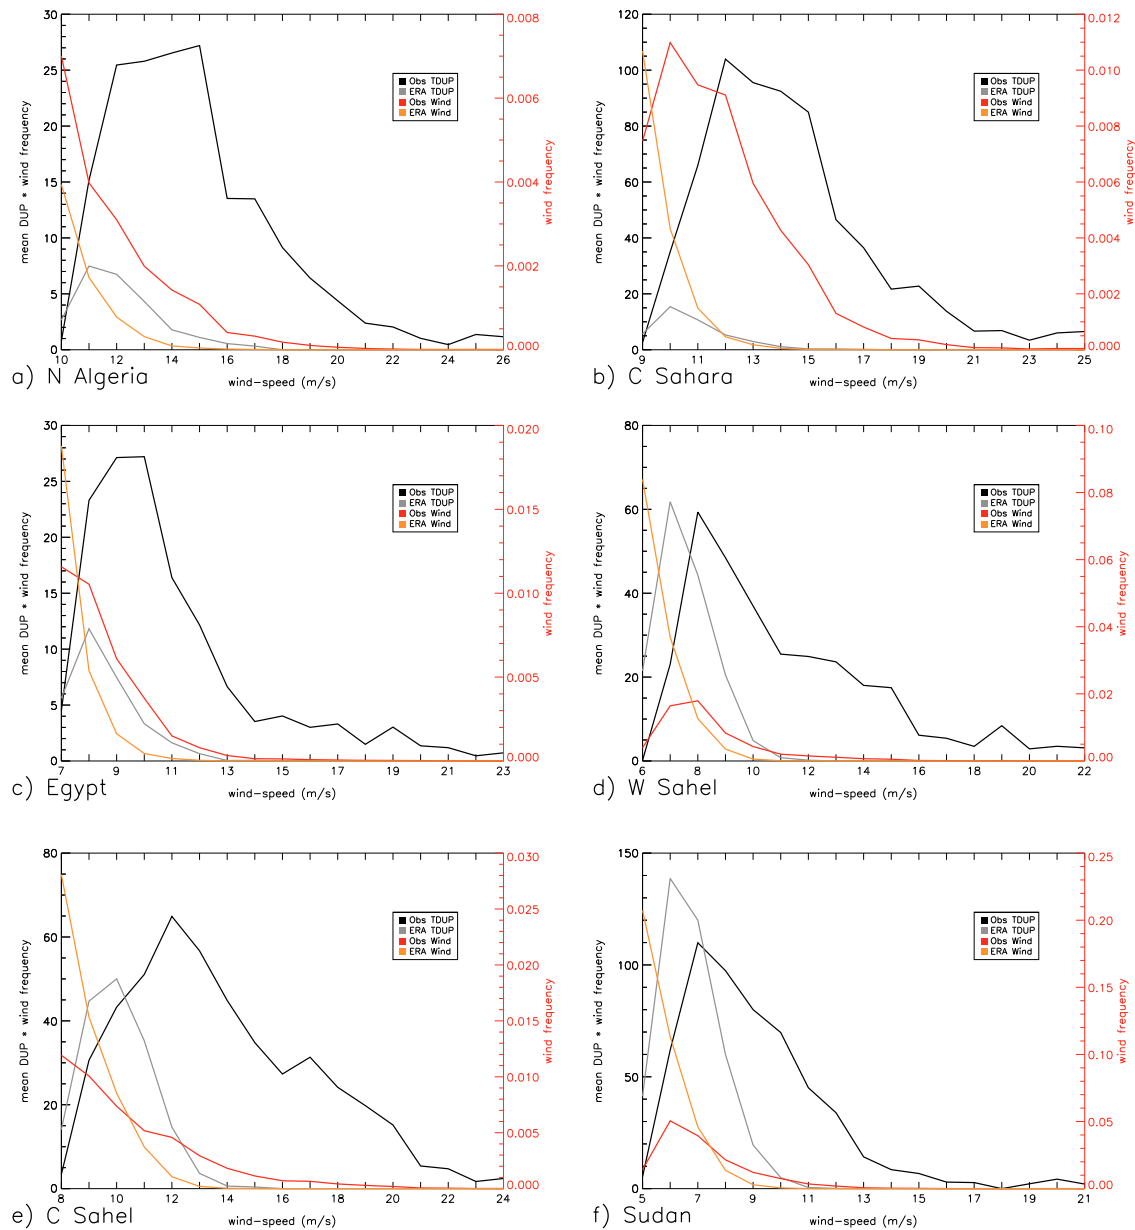 30
25
20
15
10
5
0
mean DUP * wind frequency
0.008
0.006
0.004
0.002
0.000
wind frequency
Obs TDUP
ERA TDUP
Obs Wind
ERA Wind
10 12 14 16 18 20 22 24 26
wind-speed (m/s)
a) N Algeria
120
100
80
60
40
20
0
mean DUP * wind frequency
0.012
0.010
0.008
0.006
0.004
0.002
0.000
wind frequency
Obs TDUP
ERA TDUP
Obs Wind
ERA Wind
9 11 13 15 17 19 21 23 25
wind-speed (m/s)
b) C Sahara
30
25
20
15
10
5
0
mean DUP * wind frequency
0.020
0.015
0.010
0.005
0.000
wind frequency
Obs TDUP
ERA TDUP
Obs Wind
ERA Wind
7 9 11 13 15 17 19 21 23
wind-speed (m/s)
c) Egypt
80
60
40
20
0
mean DUP * wind frequency
0.10
0.08
0.06
0.04
0.02
0.00
wind frequency
Obs TDUP
ERA TDUP
Obs Wind
ERA Wind
6 8 10 12 14 16 18 20 22
wind-speed (m/s)
d) W Sahel
80
60
40
20
0
mean DUP * wind frequency
0.030
0.025
0.020
0.015
0.010
0.005
0.000
wind frequency
Obs TDUP
ERA TDUP
Obs Wind
ERA Wind
8 10 12 14 16 18 20 22 24
wind-speed (m/s)
e) C Sahel
150
100
50
0
mean DUP * wind frequency
0.25
0.20
0.15
0.10
0.05
0.00
wind frequency
Obs TDUP
ERA TDUP
Obs Wind
ERA Wind
5 7 9 11 13 15 17 19 21
wind-speed (m/s)
f) Sudan